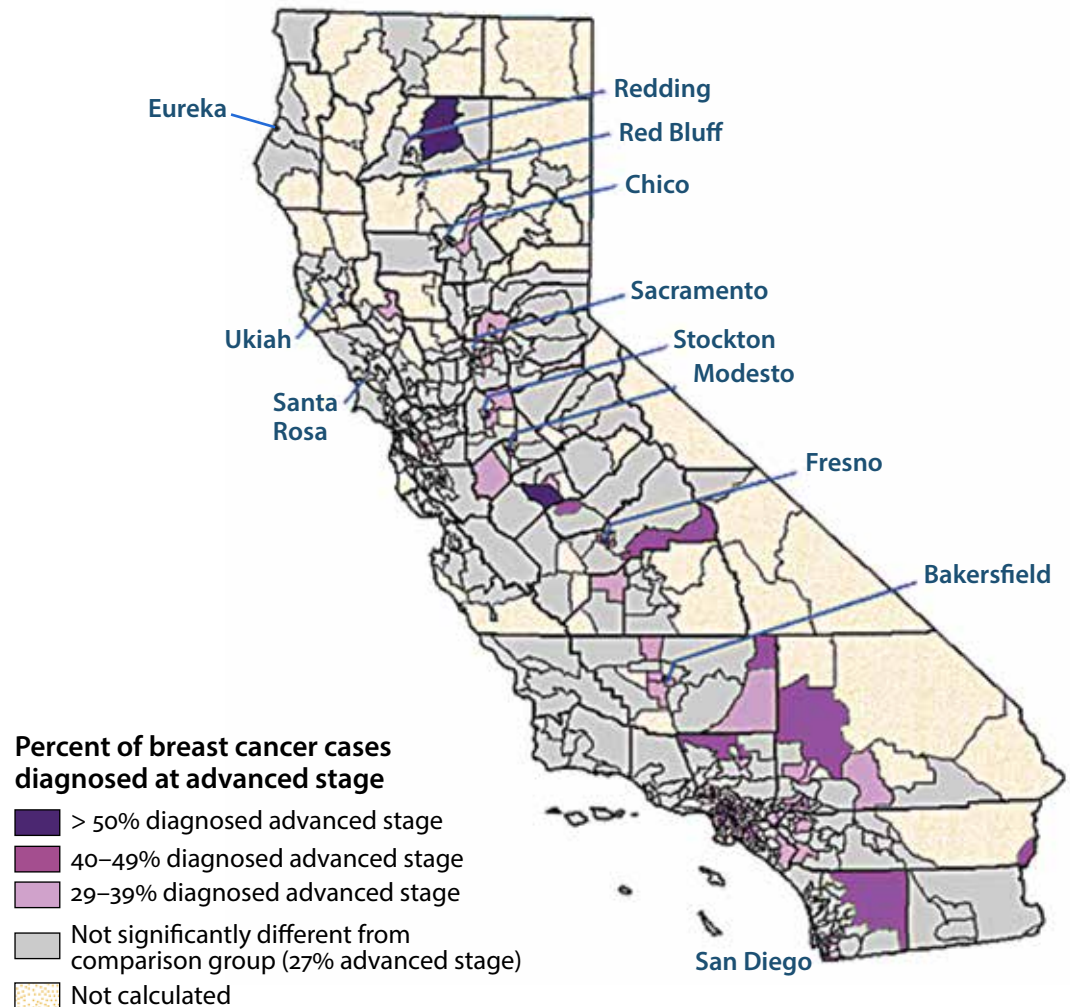 Redding
Eureka
Red Bluff
Chico
Sacramento
Ukiah
Stockton
Modesto
Santa
Rosa
Fresno
Bakersfield
Percent of breast cancer cases
diagnosed at advanced stage
> 50% diagnosed advanced stage
40–49% diagnosed advanced stage
29–39% diagnosed advanced stage
Not significantly different from
comparison group (27% advanced stage)
Not calculated
San Diego